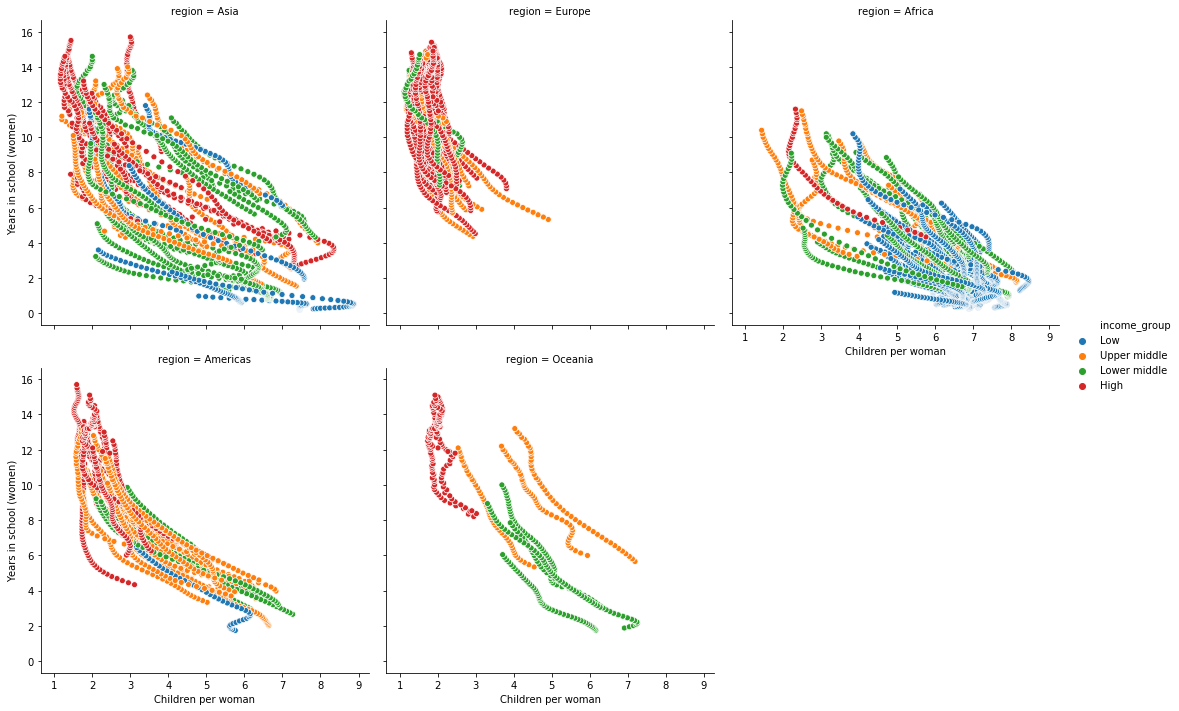 region = Asia
region = Europe
region = Africa
16
14
12
10
8
6
4
2
0
Years in school (women)
1 2 3 4 5 6 7 8 9
Children per woman
income_group
Low
Upper middle
Lower middle
High
region = Americas
region = Oceania
16
14
12
10
8
6
4
2
0
Years in school (women)
1 2 3 4 5 6 7 8 9
Children per woman
1 2 3 4 5 6 7 8 9
Children per woman